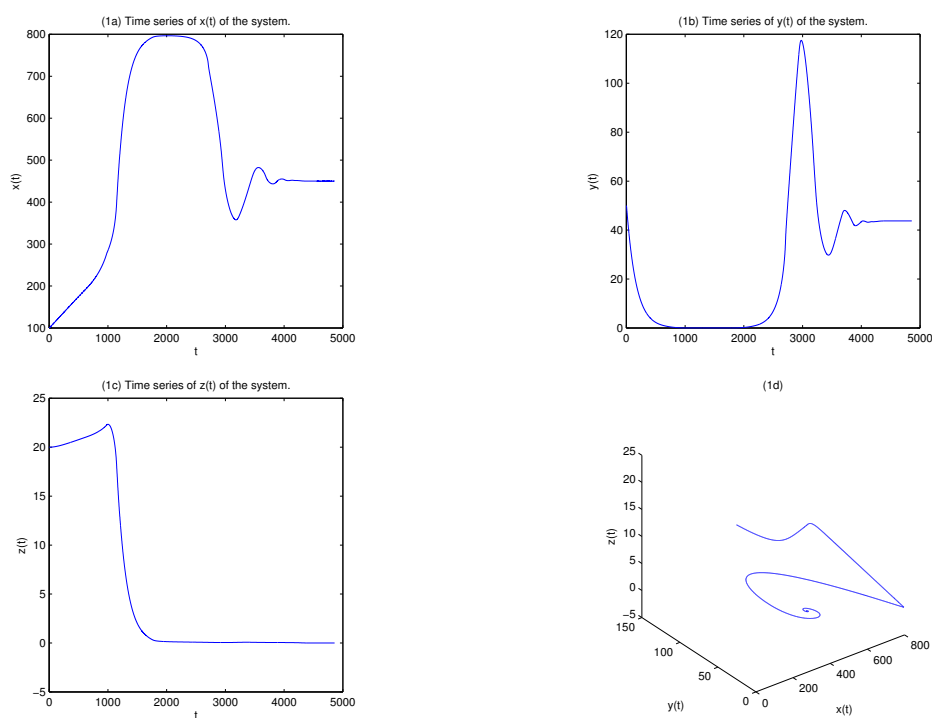 (1a) Time series of x(t) of the system.
800
700
600
500
400
300
200
100
x(t)
0 1000 2000 3000 4000 5000
t
(1b) Time series of y(t) of the system.
120
100
80
60
40
20
0
y(t)
0 1000 2000 3000 4000 5000
t
(1c) Time series of z(t) of the system.
25
20
15
10
5
0
−5
z(t)
0 1000 2000 3000 4000 5000
t
(1d)
25
20
15
10
5
0
−5
z(t)
150
100
50
0
y(t)
0
200
400
600
800
x(t)